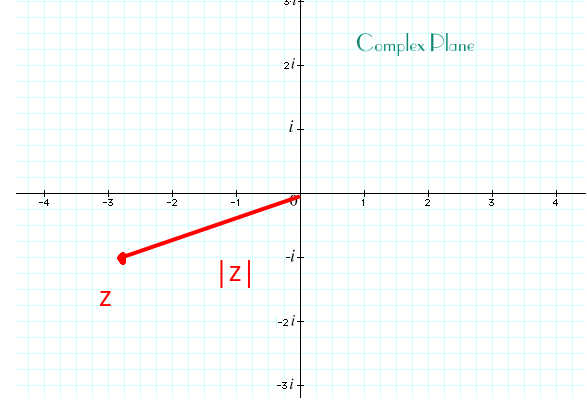 3i
Complex Plane
2i
i
-4 -3 -2 -1 0 1 2 3 4
-i
|z|
z
-2i
-3i